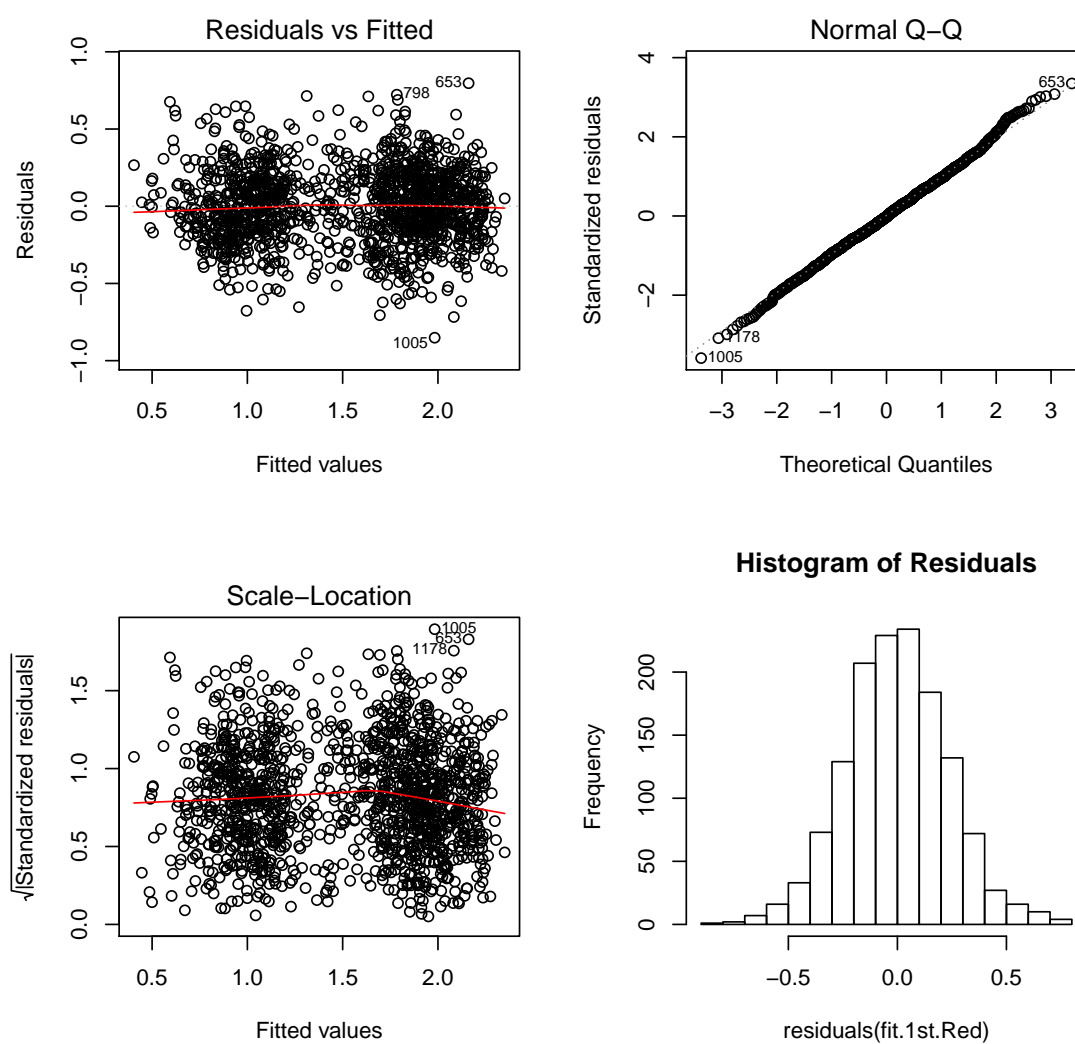 Residuals vs Fitted
1.0
0.5
0.0
−0.5
−1.0
Residuals
653
798
1005
0.5 1.0 1.5 2.0
Fitted values
Normal Q−Q
4
2
0
−2
Standardized residuals
653
1178
1005
−3 −2 −1 0 1 2 3
Theoretical Quantiles
Scale−Location
1.5
1.0
0.5
0.0
√|Standardized residuals|
1005
653
1178
0.5 1.0 1.5 2.0
Fitted values
Histogram of Residuals
200
150
100
50
0
Frequency
−0.5 0.0 0.5
residuals(fit.1st.Red)